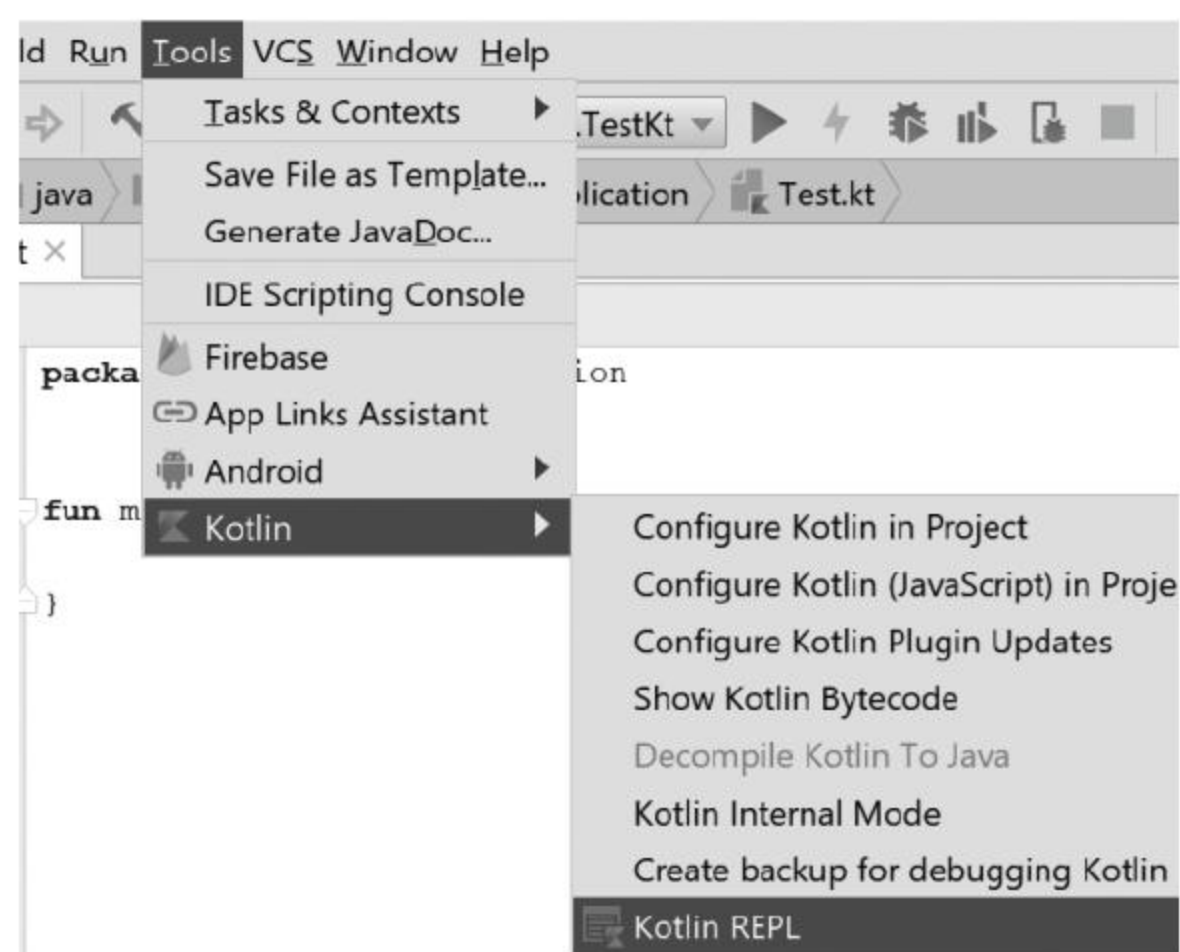 ld Run Tools VCS Window Help
Tasks & Contexts
.TestKt
Save File as Template...
java
lication
Test.kt
Generate JavaDoc...
t
IDE Scripting Console
Firebase
packa
ion
App Links Assistant
Android
fun m
Kotlin
Configure Kotlin in Project
Configure Kotlin (JavaScript) in Proje
}
Configure Kotlin Plugin Updates
Show Kotlin Bytecode
Decompile Kotlin To Java
Kotlin Internal Mode
Create backup for debugging Kotlin
Kotlin REPL